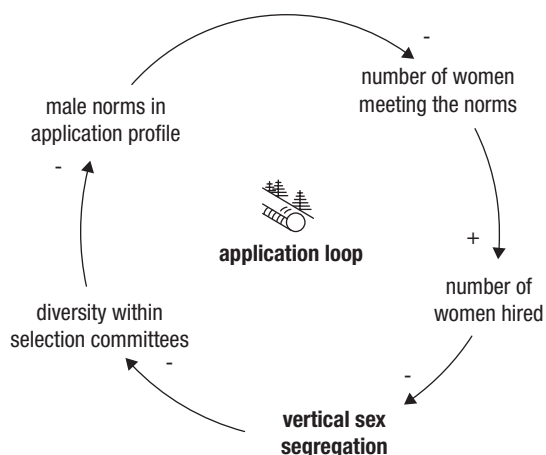 -
number of women
meeting the norms
male norms in
application profile
-
+
application loop
number of
women hired
diversity within
selection committees
-
-
vertical sex
segregation